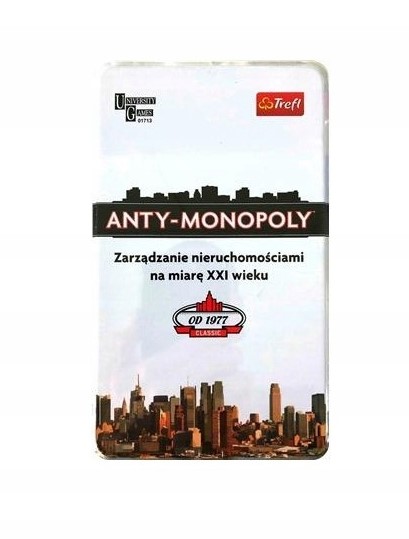 UNIVERSITY
GAMES
01713
Trefl
ANTY-MONOPOLY
Zarządzanie nieruchomościami
na miarę XXI wieku
OD 1977
CLASSIC